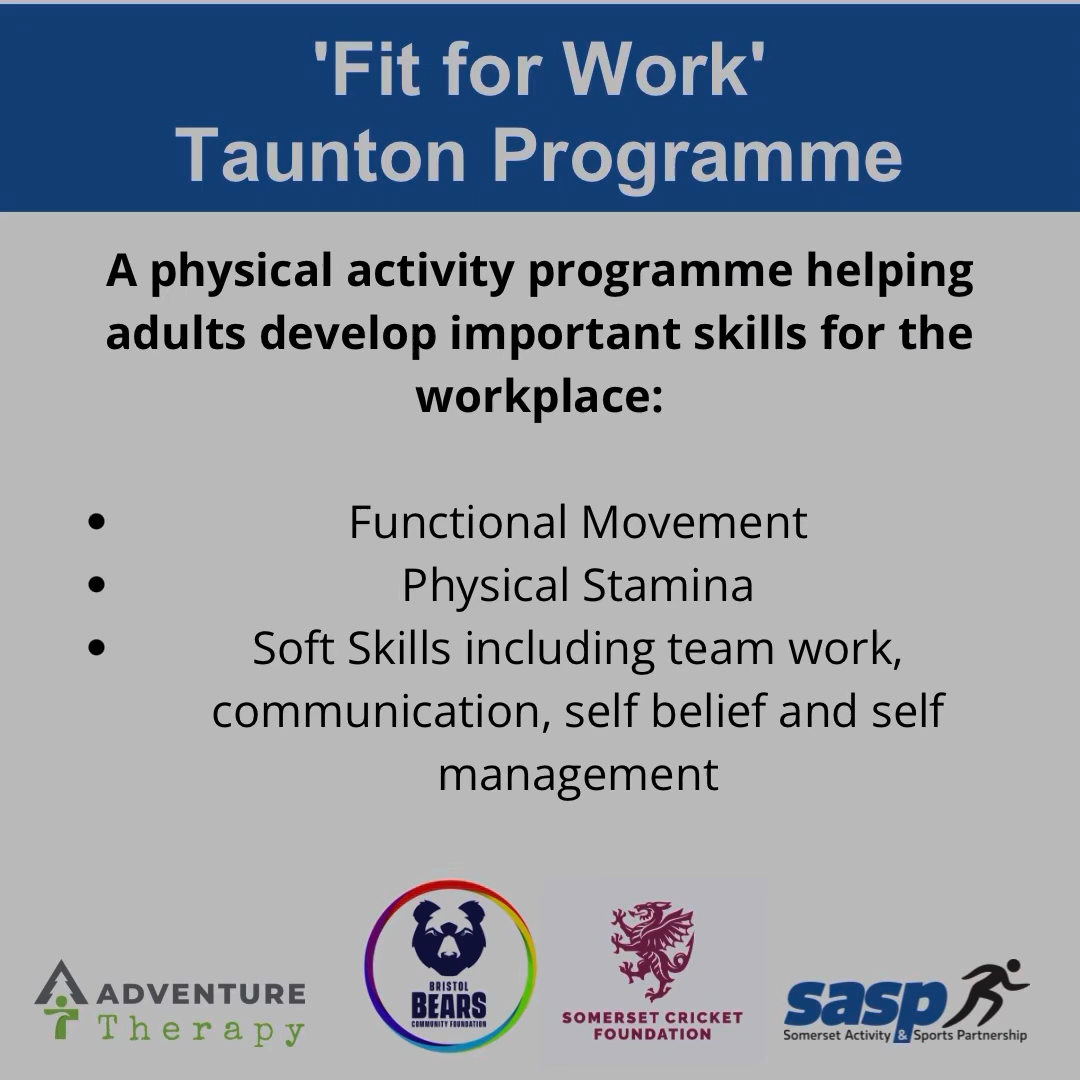 'Fit for Work'
Taunton Programme
A physical activity programme helping
adults develop important skills for the
workplace:
• Functional Movement
• Physical Stamina
• Soft Skills including team work,
communication, self belief and self
management
ADVENTURE
Therapy
BRISTOL
BEARS
COMMUNITY FOUNDATION
SOMERSET CRICKET
FOUNDATION
sasp
Somerset Activity & Sports Partnership